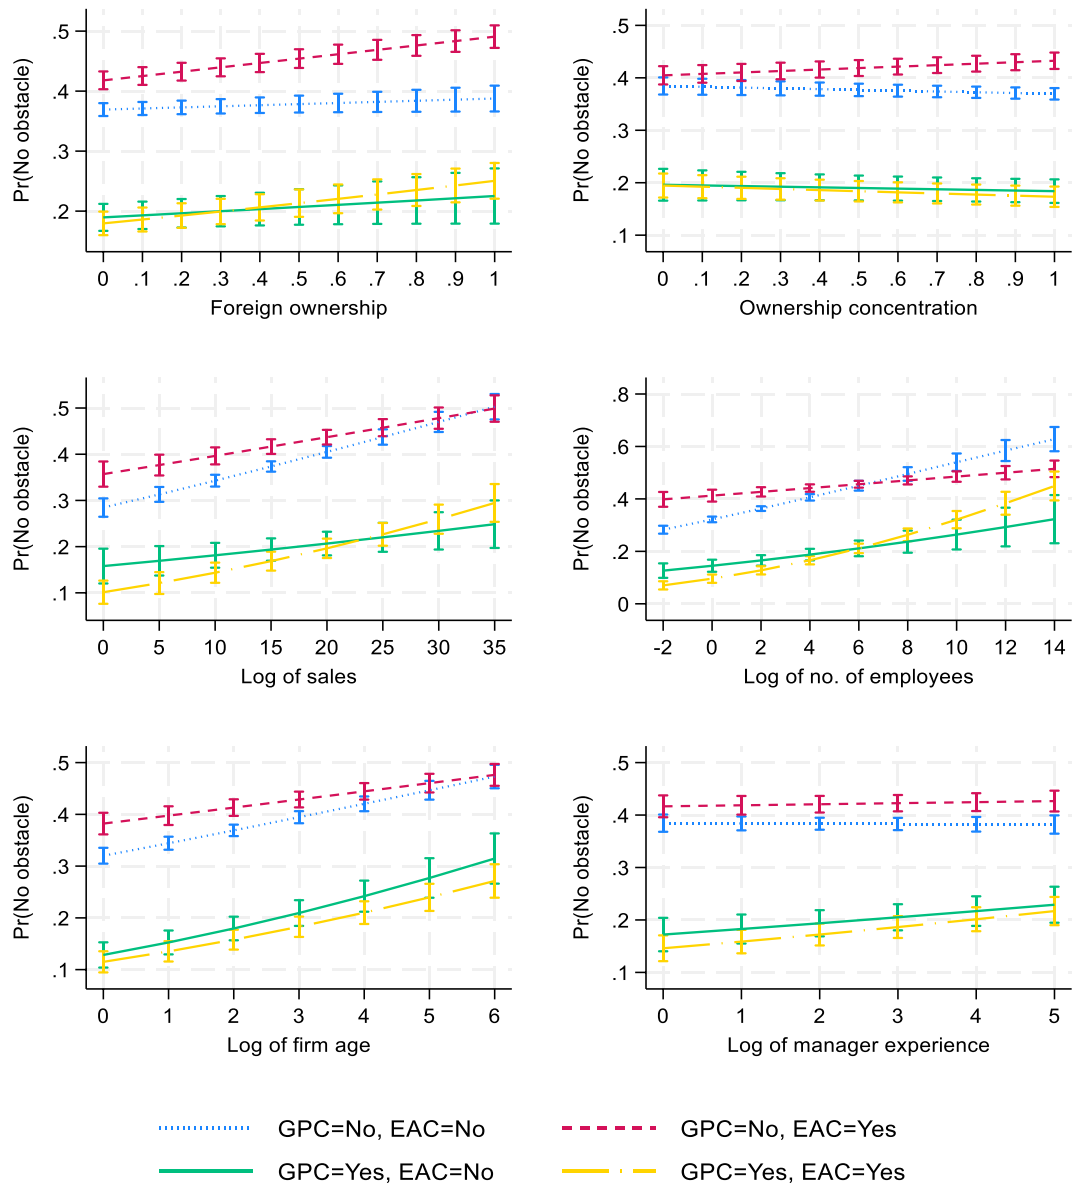 Pr(No obstacle)
.5
.4
.3
.2
0 .1 .2 .3 .4 .5 .6 .7 .8 .9 1
Foreign ownership
Pr(No obstacle)
.5
.4
.3
.2
.1
0 .1 .2 .3 .4 .5 .6 .7 .8 .9 1
Ownership concentration
Pr(No obstacle)
.5
.4
.3
.2
.1
0 5 10 15 20 25 30 35
Log of sales
Pr(No obstacle)
.8
.6
.4
.2
0
-2 0 2 4 6 8 10 12 14
Log of no. of employees
Pr(No obstacle)
.5
.4
.3
.2
.1
0 1 2 3 4 5 6
Log of firm age
Pr(No obstacle)
.5
.4
.3
.2
.1
0 1 2 3 4 5
Log of manager experience
GPC=No, EAC=No
GPC=No, EAC=Yes
GPC=Yes, EAC=No
GPC=Yes, EAC=Yes